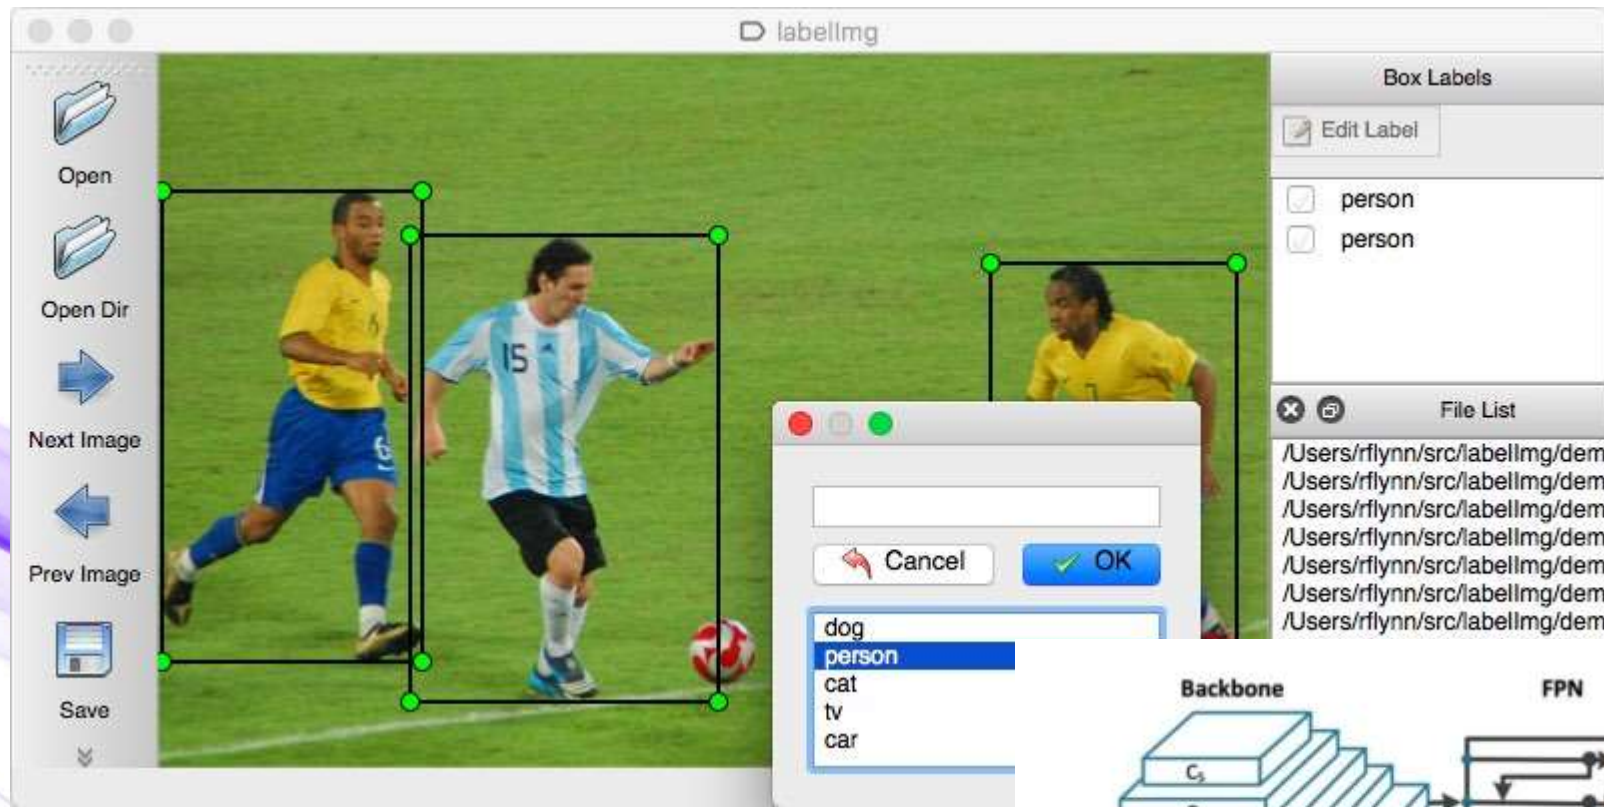 labelImg
Open
Open Dir
Next Image
Prev Image
Save
6
15
7
Box Labels
Edit Label
person
person
File List
/Users/rflynn/src/labelImg/dem
/Users/rflynn/src/labelImg/dem
/Users/rflynn/src/labelImg/dem
/Users/rflynn/src/labelImg/dem
/Users/rflynn/src/labelImg/dem
/Users/rflynn/src/labelImg/dem
/Users/rflynn/src/labelImg/dem
Cancel
OK
dog
person
cat
tv
car
Backbone
FPN
C₅